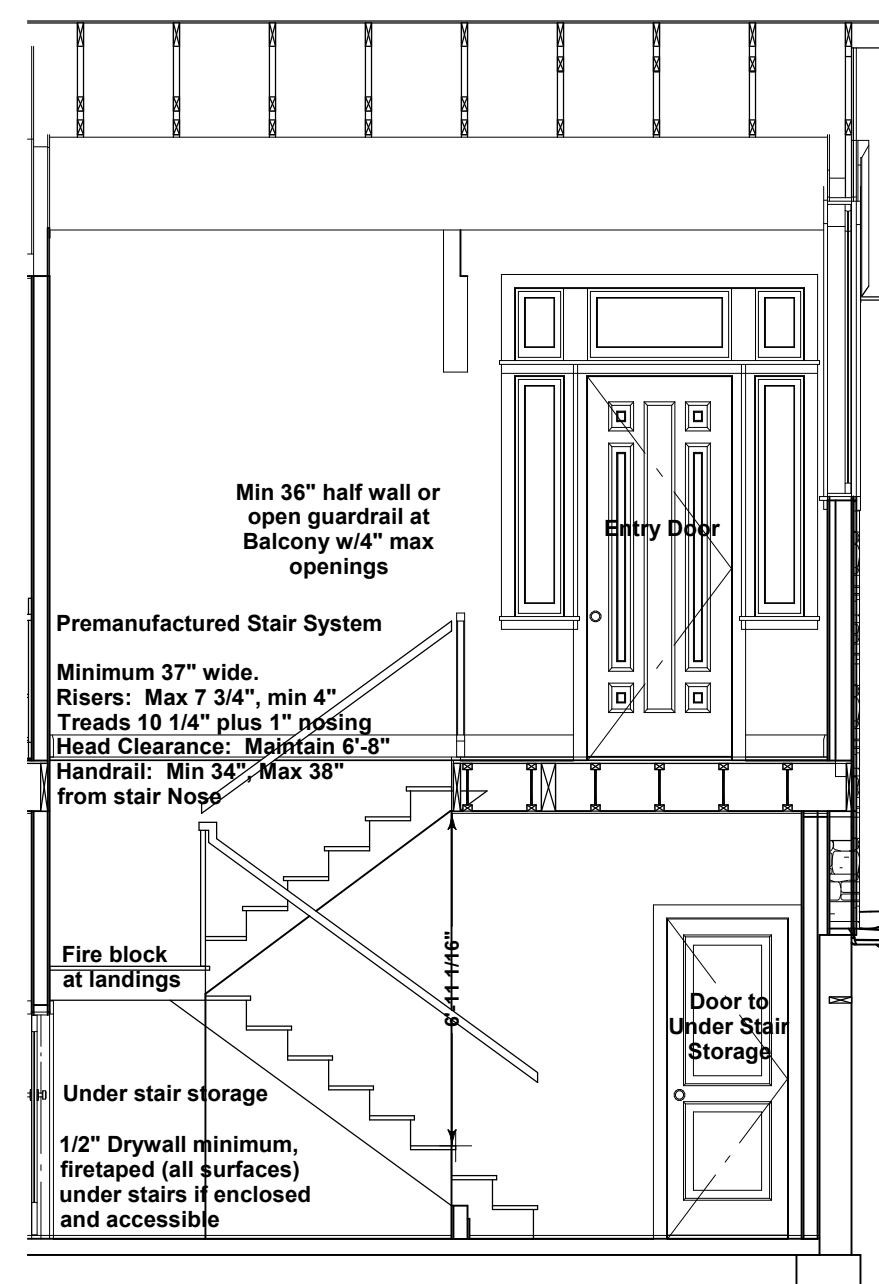 Min 36" half wall or
open guardrail at
Balcony w/4" max
openings
Entry Door
Premanufactured Stair System
Minimum 37" wide.
Risers: Max 7 3/4", min 4"
Treads 10 1/4" plus 1" nosing
Head Clearance: Maintain 6'-8"
Handrail: Min 34", Max 38"
from stair Nose
Fire block
at landings
6'-11 1/16"
Door to
Under Stair
Storage
Under stair storage
1/2" Drywall minimum,
firetaped (all surfaces)
under stairs if enclosed
and accessible